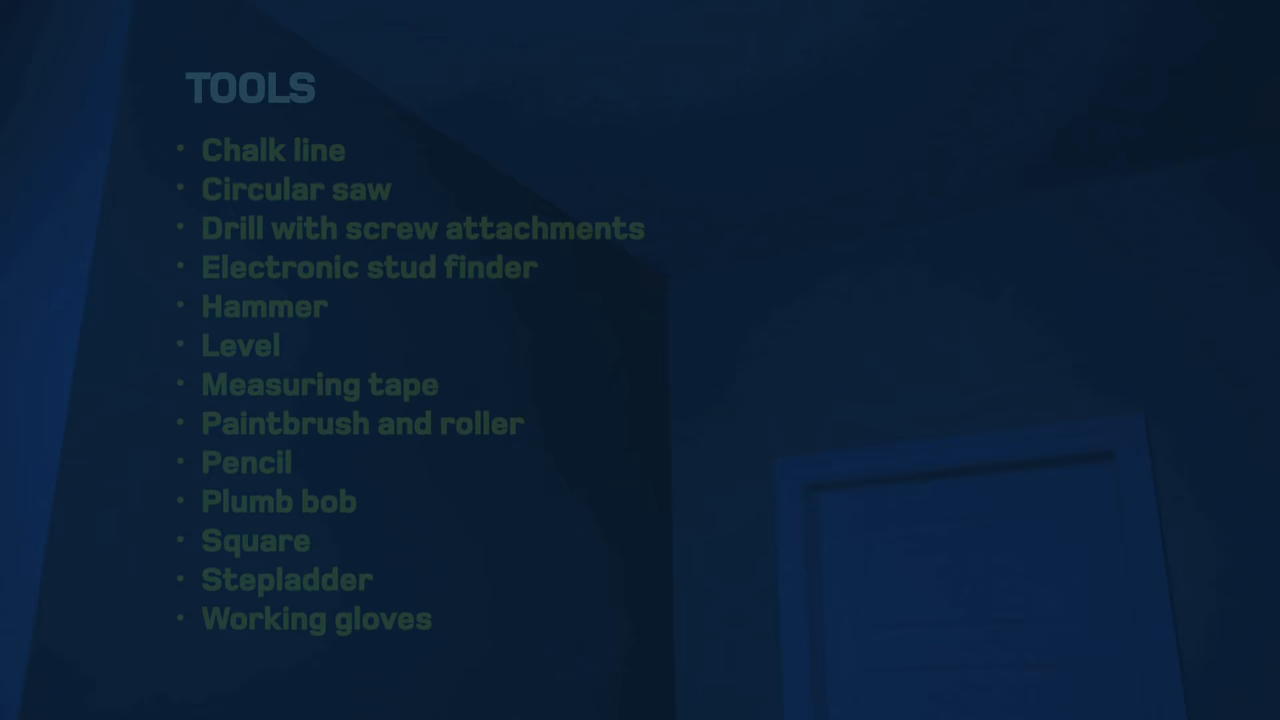 TOOLS
• Chalk line
• Circular saw
• Drill with screw attachments
• Electronic stud finder
• Hammer
• Level
• Measuring tape
• Paintbrush and roller
• Pencil
• Plumb bob
• Square
• Stepladder
• Working gloves